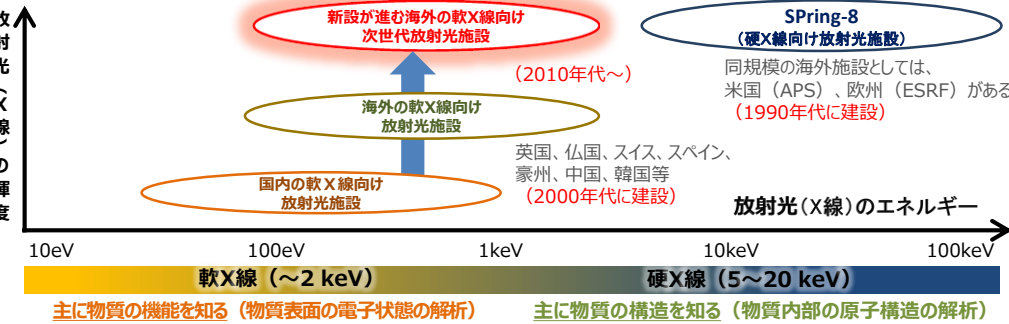 放射光（X線）の輝度
新設が進む海外の軟X線向け
次世代放射光施設
（2010年代～）
SPring-8
（硬X線向け放射光施設）
同規模の海外施設としては、
米国（APS）、欧州（ESRF）がある
（1990年代に建設）
海外の軟X線向け
放射光施設
英国、仏国、スイス、スペイン、
豪州、中国、韓国等
（2000年代に建設）
国内の軟X線向け
放射光施設
放射光（X線）のエネルギー
10eV 100eV 1keV 10keV 100keV
軟X線（～2 keV） 硬X線（5～20 keV）
主に物質の機能を知る（物質表面の電子状態の解析） 主に物質の構造を知る（物質内部の原子構造の解析）